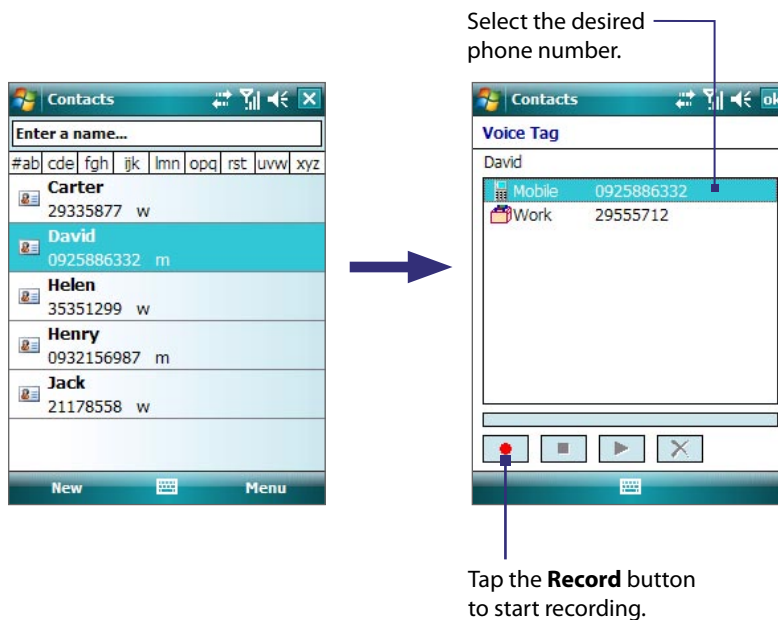 Select the desired
phone number.
Contacts
Enter a name...
#ab cde fgh ijk lmn opq rst uvw xyz
Carter
29335877 w
David
0925886332 m
Helen
35351299 w
Henry
0932156987 m
Jack
21178558 w
New Menu
Contacts ok
Voice Tag
David
Mobile 0925886332
Work 29555712
Tap the Record button
to start recording.